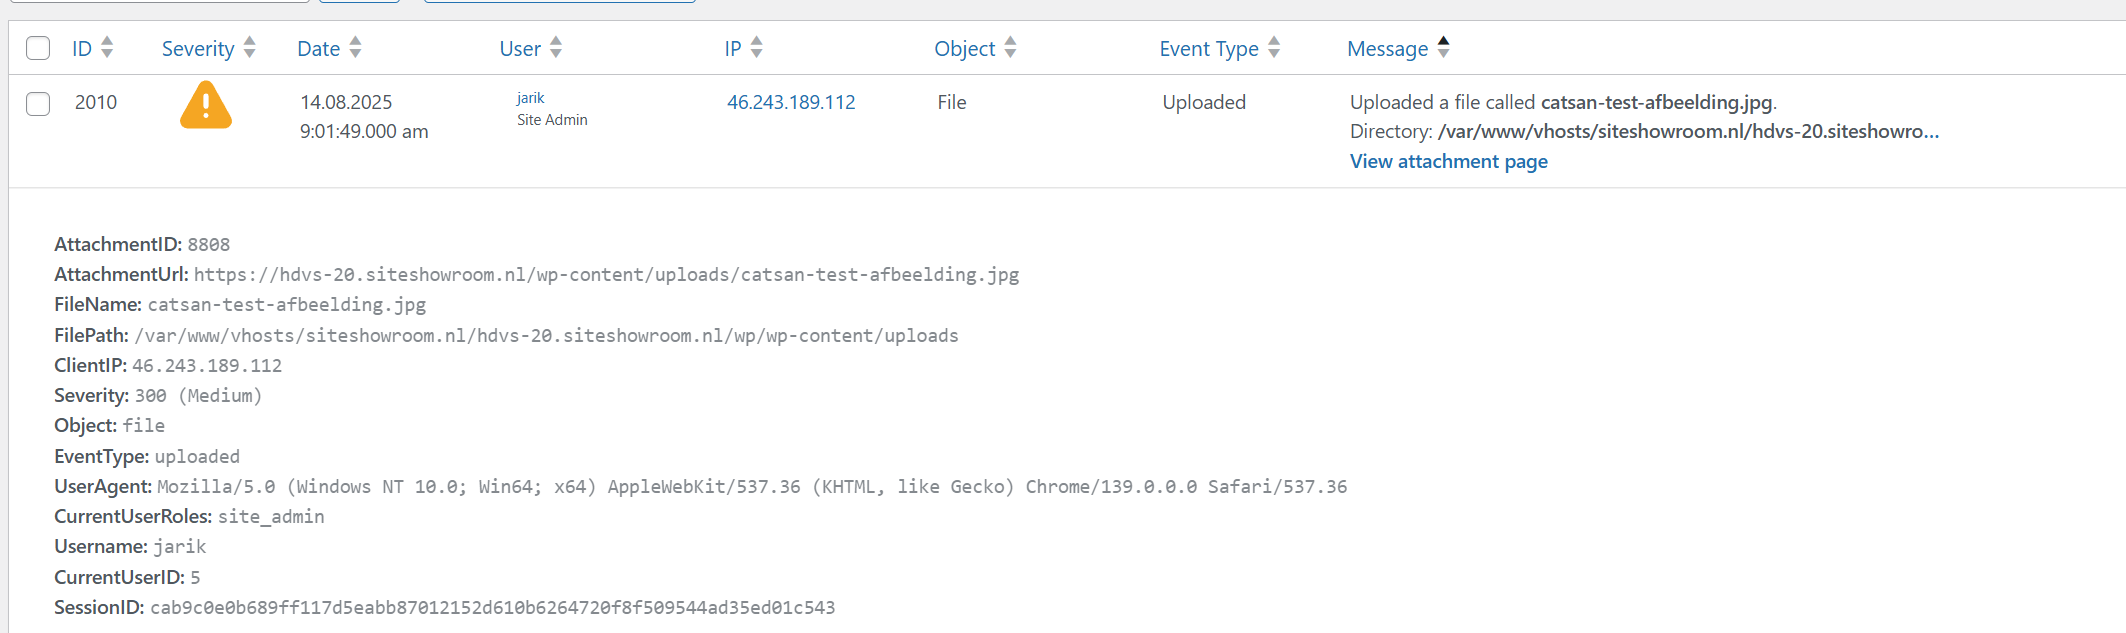 ID Severity Date User IP Object Event Type Message
2010 14.08.2025 jarik 46.243.189.112 File Uploaded Uploaded a file called catsan-test-afbeelding.jpg.
9:01:49.000 am Site Admin Directory: /var/www/vhosts/siteshowroom.nl/hdvs-20.siteshowro...
View attachment page
AttachmentID: 8808
AttachmentUrl: https://hdvs-20.siteshowroom.nl/wp-content/uploads/catsan-test-afbeelding.jpg
FileName: catsan-test-afbeelding.jpg
FilePath: /var/www/vhosts/siteshowroom.nl/hdvs-20.siteshowroom.nl/wp/wp-content/uploads
ClientIP: 46.243.189.112
Severity: 300 (Medium)
Object: file
EventType: uploaded
UserAgent: Mozilla/5.0 (Windows NT 10.0; Win64; x64) AppleWebKit/537.36 (KHTML, like Gecko) Chrome/139.0.0.0 Safari/537.36
CurrentUserRoles: site_admin
Username: jarik
CurrentUserID: 5
SessionID: cab9c0e0b689ff117d5eabb87012152d610b6264720f8f509544ad35ed01c543